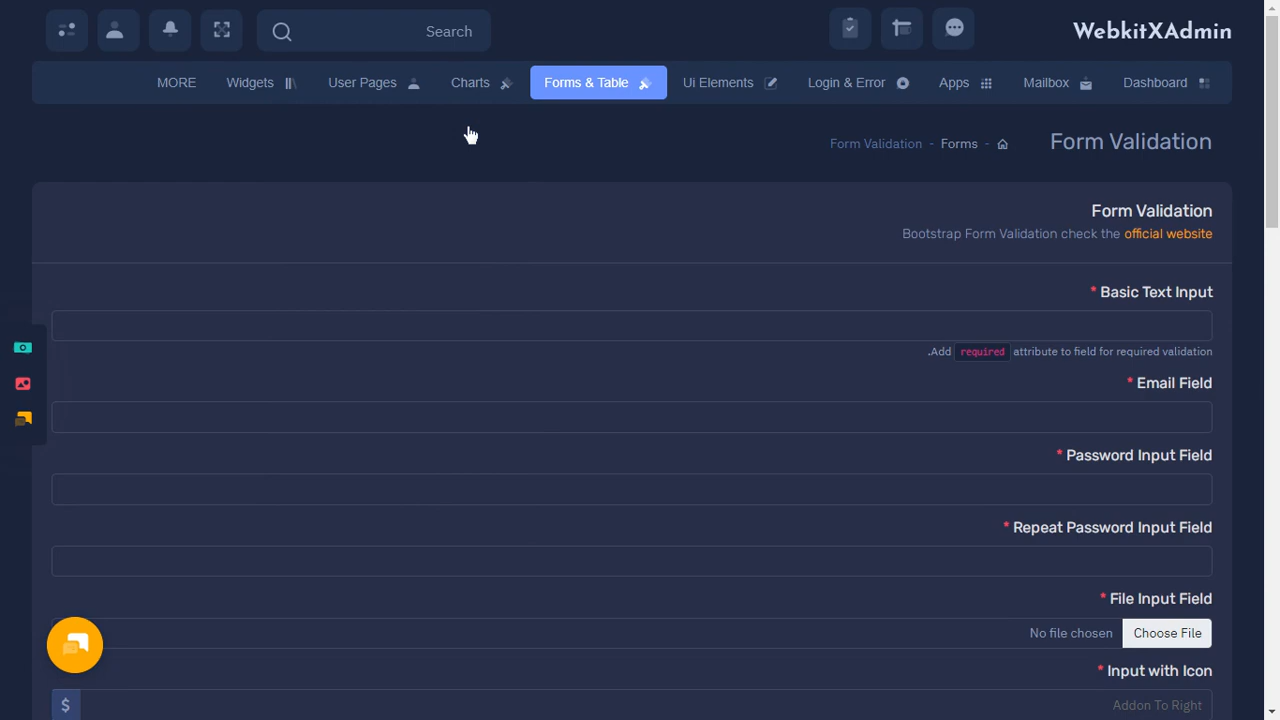 Search
WebkitXAdmin
MORE Widgets User Pages Charts Forms & Table Ui Elements Login & Error Apps Mailbox Dashboard
Form Validation - Forms -
Form Validation
Form Validation
Bootstrap Form Validation check the official website
* Basic Text Input
.Add required attribute to field for required validation
* Email Field
* Password Input Field
* Repeat Password Input Field
* File Input Field
No file chosen Choose File
* Input with Icon
$ Addon To Right